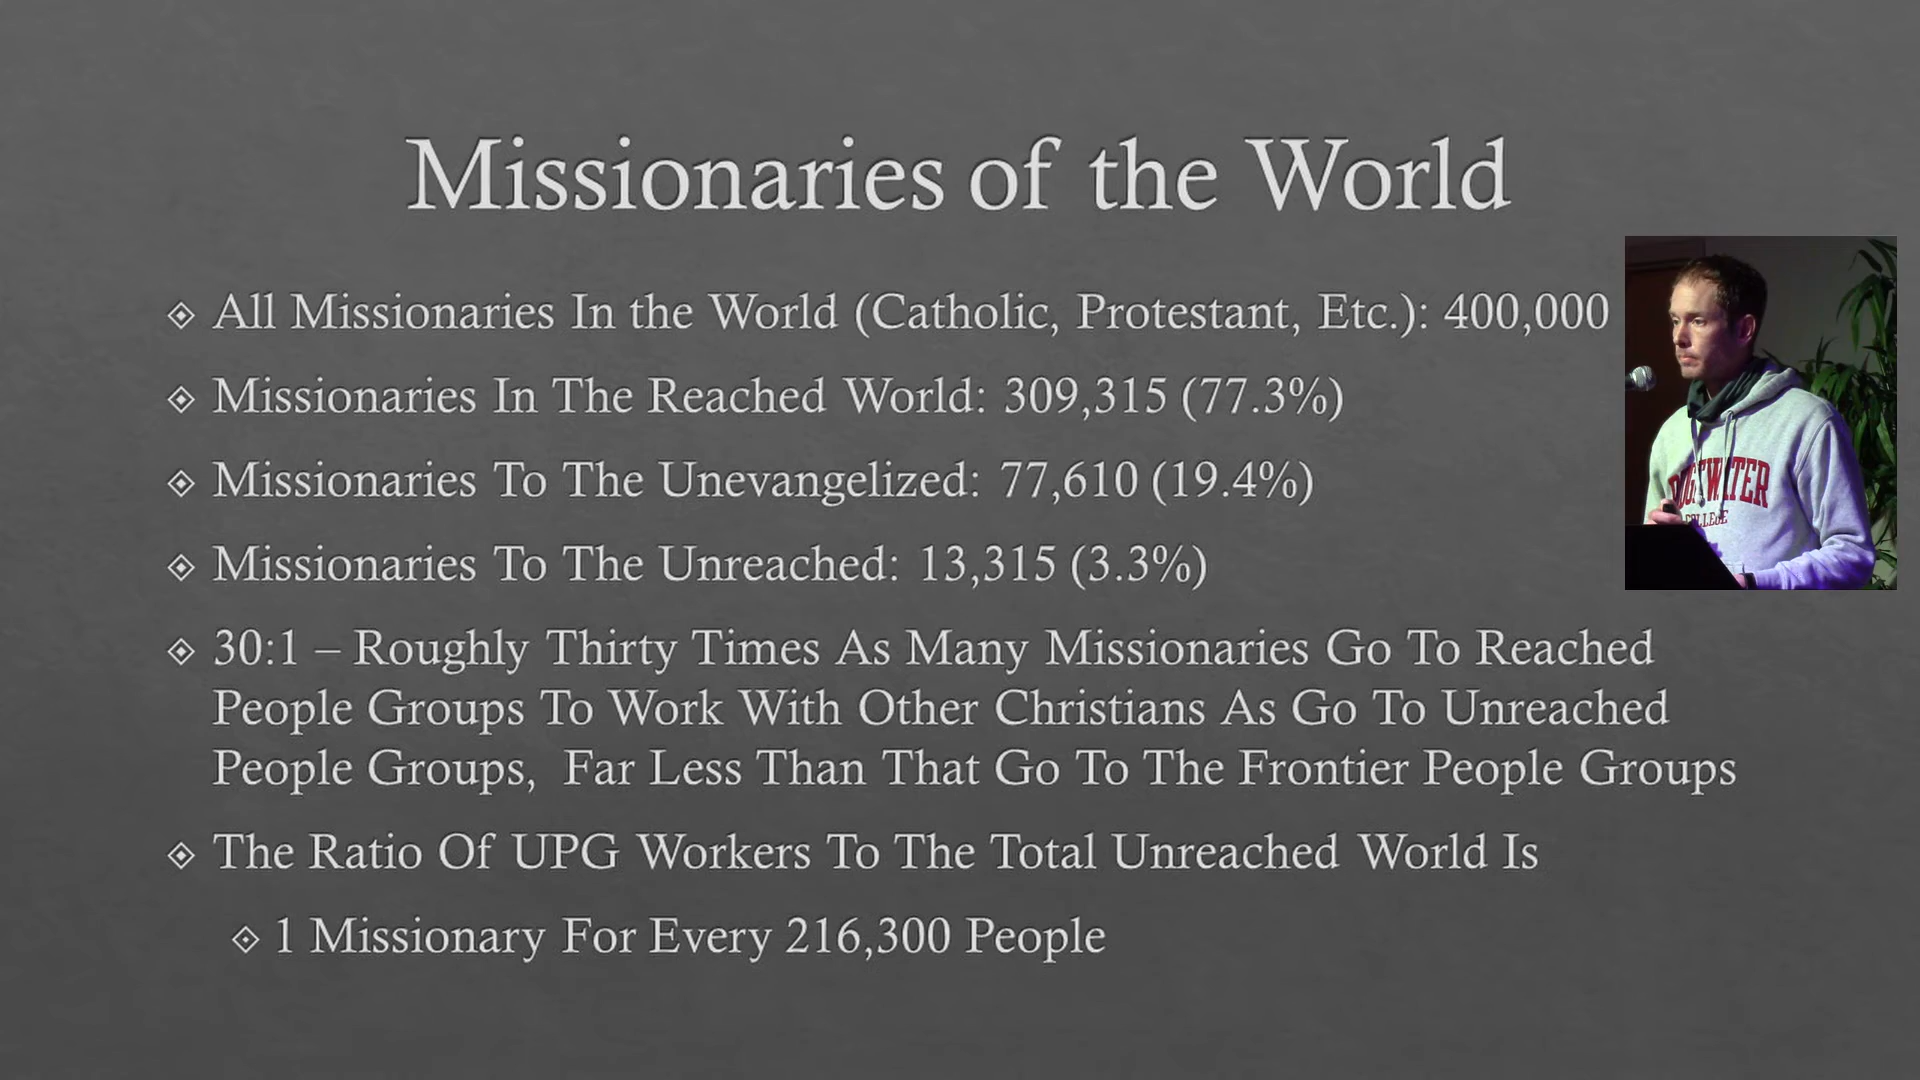 Missionaries of the World
All Missionaries In the World (Catholic, Protestant, Etc.): 400,000
Missionaries In The Reached World: 309,315 (77.3%)
Missionaries To The Unevangelized: 77,610 (19.4%)
Missionaries To The Unreached: 13,315 (3.3%)
30:1 – Roughly Thirty Times As Many Missionaries Go To Reached
People Groups To Work With Other Christians As Go To Unreached
People Groups, Far Less Than That Go To The Frontier People Groups
The Ratio Of UPG Workers To The Total Unreached World Is
1 Missionary For Every 216,300 People
COLLEGE